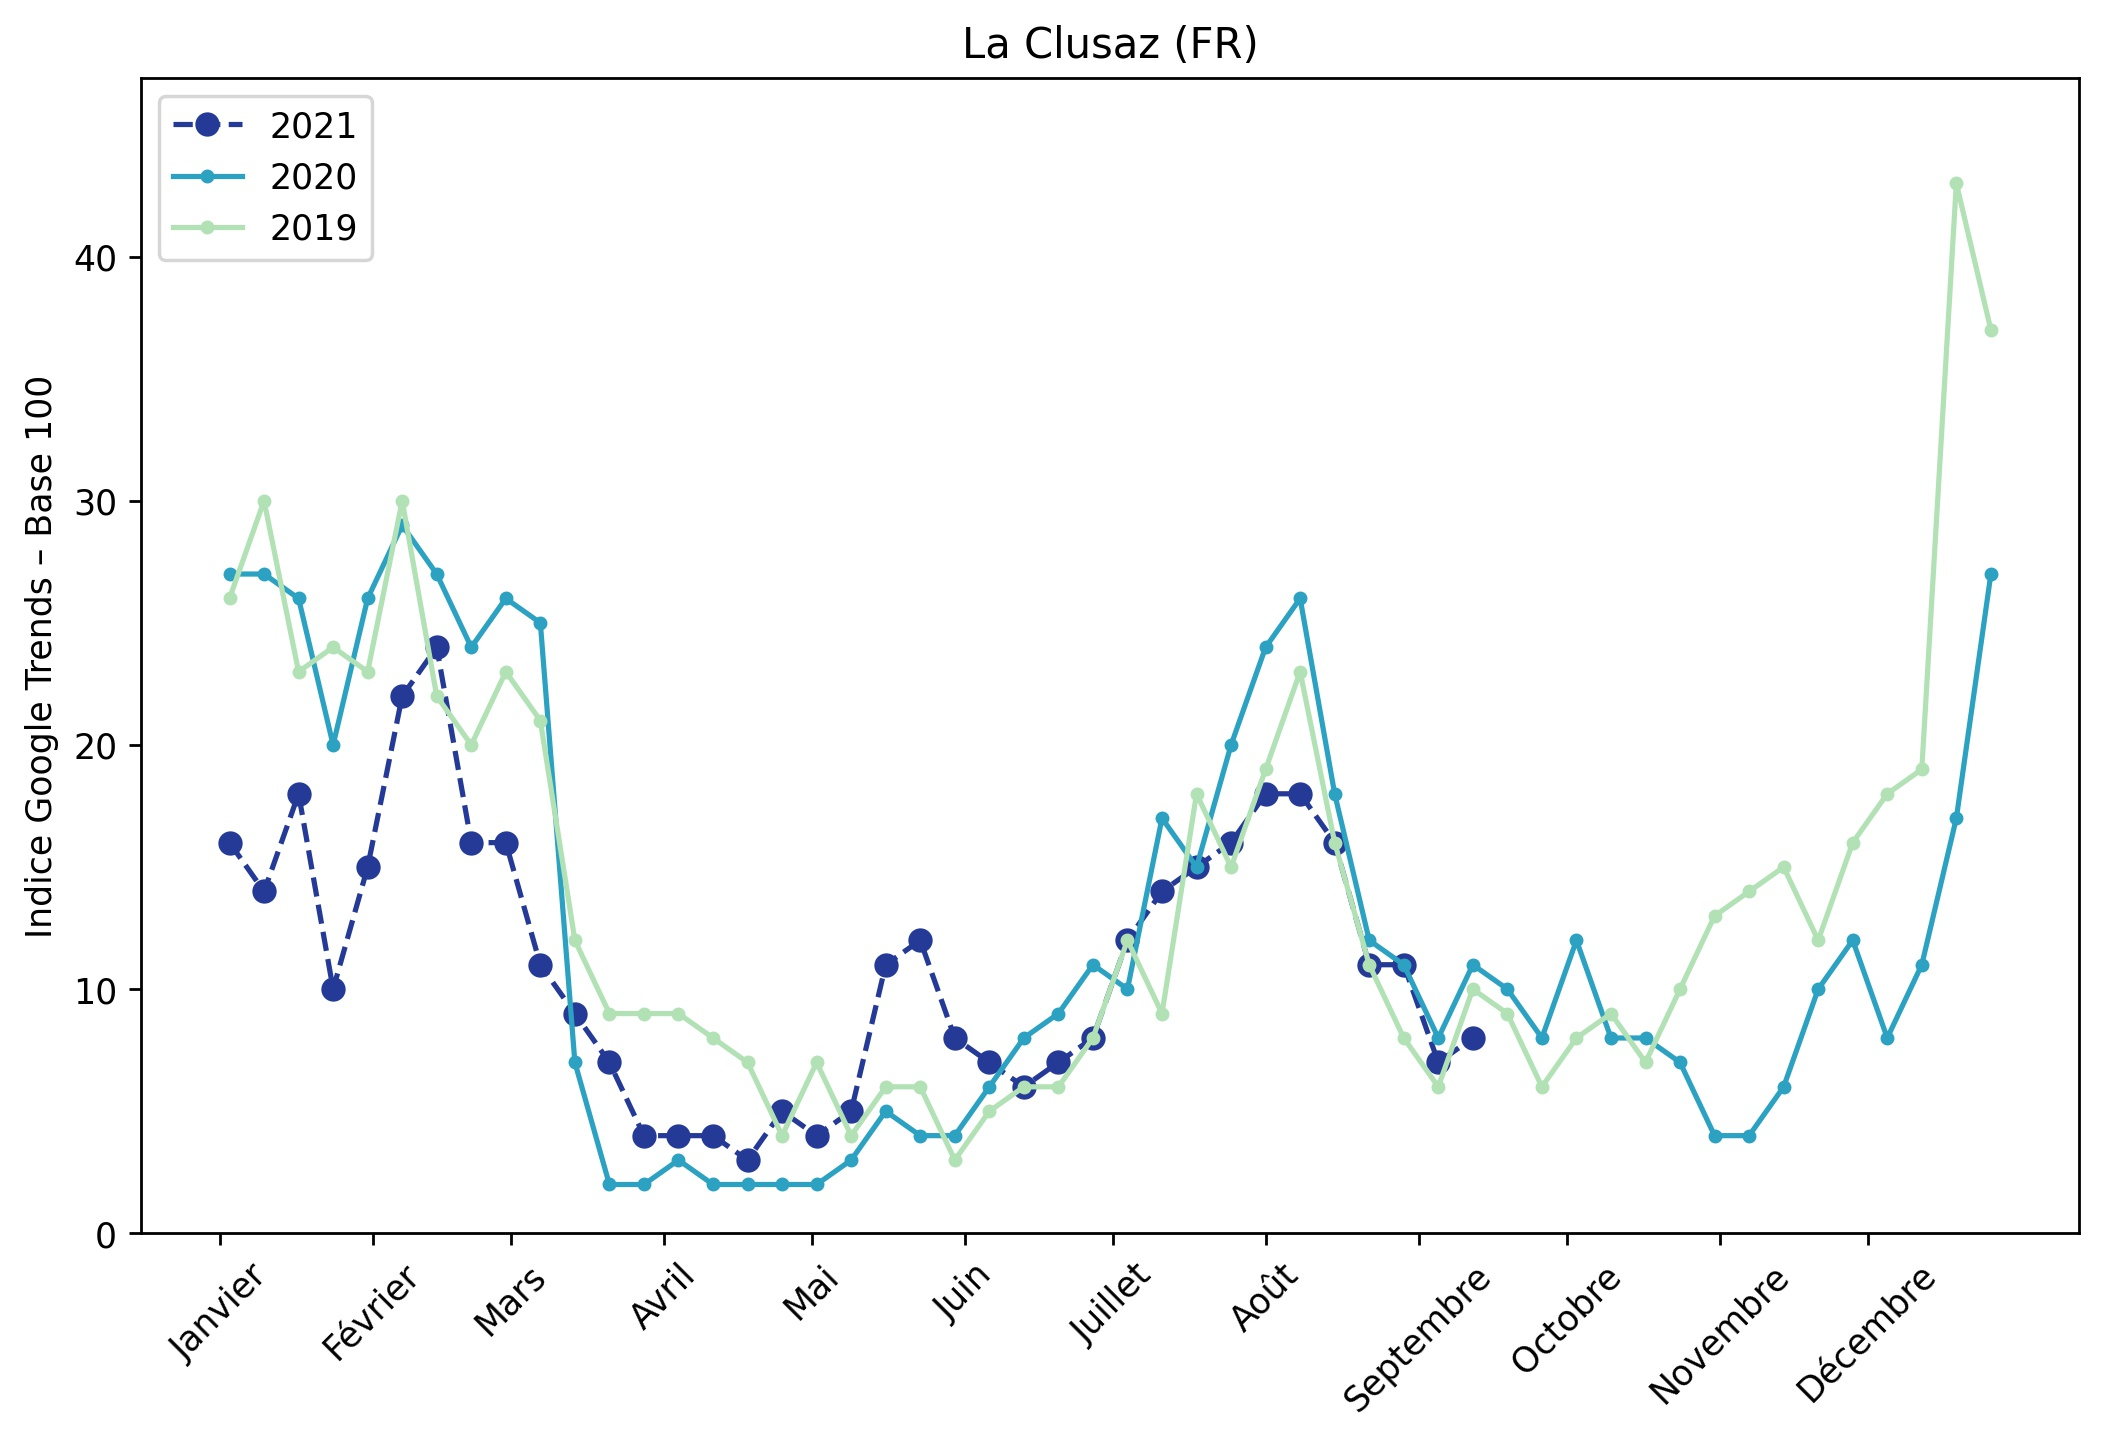 La Clusaz (FR)
2021
2020
2019
Indice Google Trends – Base 100
40
30
20
10
0
Janvier
Février
Mars
Avril
Mai
Juin
Juillet
Août
Septembre
Octobre
Novembre
Décembre